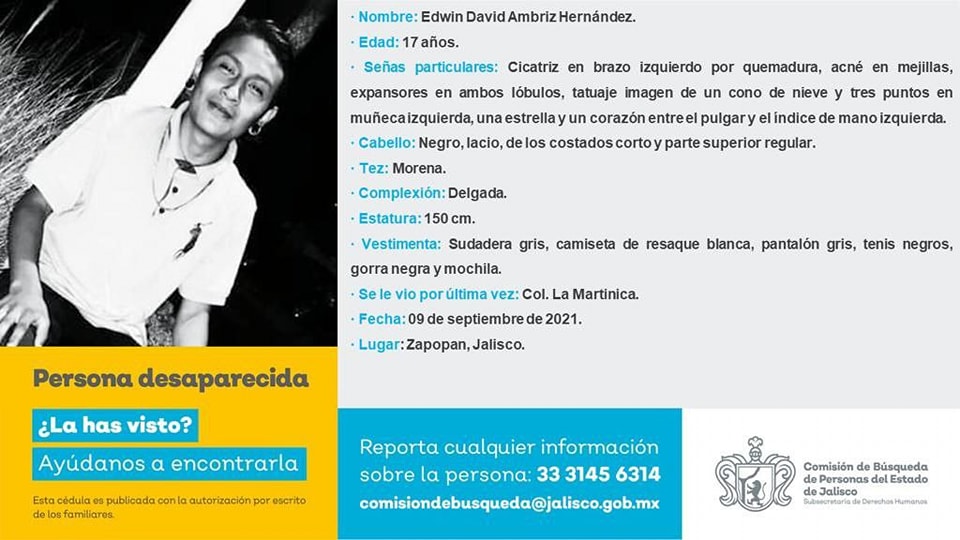 · Nombre: Edwin David Ambriz Hernández.
· Edad: 17 años.
· Señas particulares: Cicatriz en brazo izquierdo por quemadura, acné en mejillas,
expansores en ambos lóbulos, tatuaje imagen de un cono de nieve y tres puntos en
muñeca izquierda, una estrella y un corazón entre el pulgar y el índice de mano izquierda.
· Cabello: Negro, lacio, de los costados corto y parte superior regular.
· Tez: Morena.
· Complexión: Delgada.
· Estatura: 150 cm.
· Vestimenta: Sudadera gris, camiseta de resaque blanca, pantalón gris, tenis negros,
gorra negra y mochila.
· Se le vio por última vez: Col. La Martinica.
· Fecha: 09 de septiembre de 2021.
· Lugar: Zapopan, Jalisco.
Persona desaparecida
¿La has visto?
Ayúdanos a encontrarla
Esta cédula es publicada con la autorización por escrito
de los familiares.
Reporta cualquier información
sobre la persona: 33 3145 6314
comisiondebusqueda@jalisco.gob.mx
Comisión de Búsqueda
de Personas del Estado
de Jalisco
Subsecretaría de Derechos Humanos